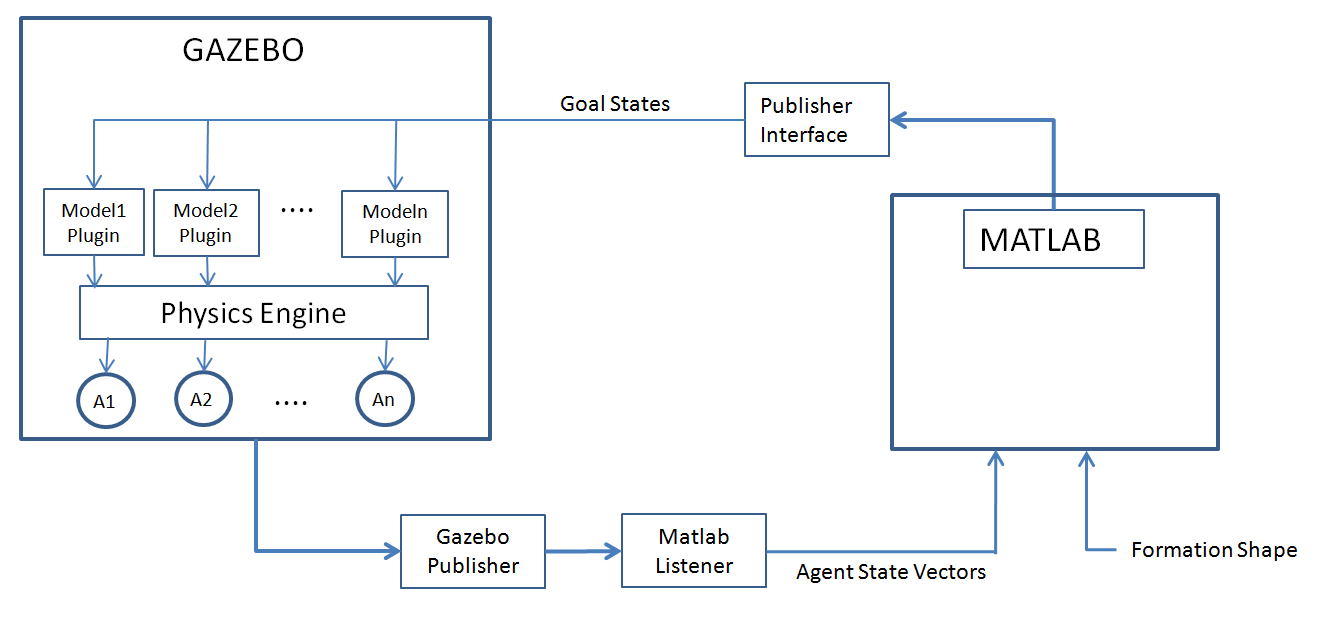 GAZEBO
Goal States
Publisher
Interface
Model1
Plugin
Model2
Plugin
....
Modeln
Plugin
MATLAB
Physics Engine
A1
A2
....
An
Gazebo
Publisher
Matlab
Listener
Agent State Vectors
Formation Shape